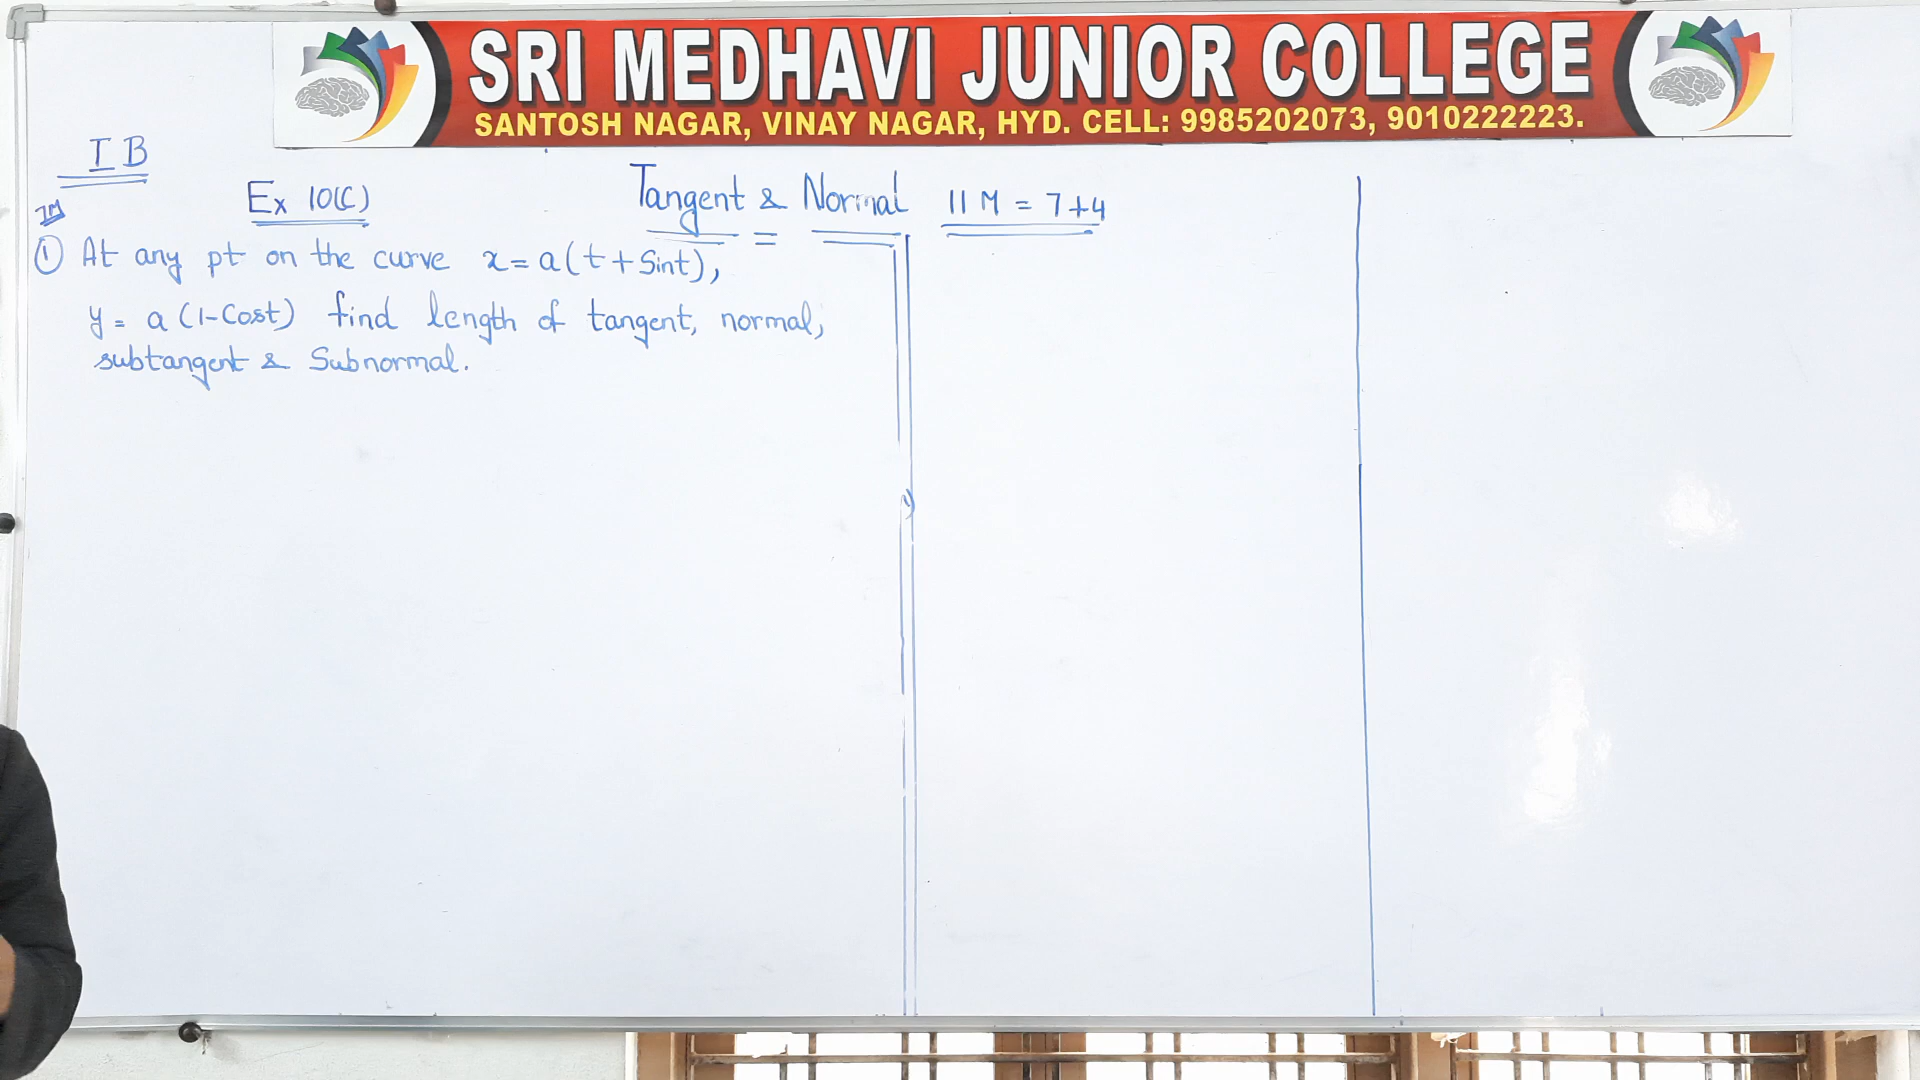 SRI MEDHAVI JUNIOR COLLEGE
SANTOSH NAGAR, VINAY NAGAR, HYD. CELL: 9985202073, 9010222223.
I B
Ex 10(C)
Tangent & Normal 11 M = 7+4
① At any pt on the curve x = a(t + Sint),
y = a (1-Cost) find length of tangent, normal,
subtangent & Subnormal.